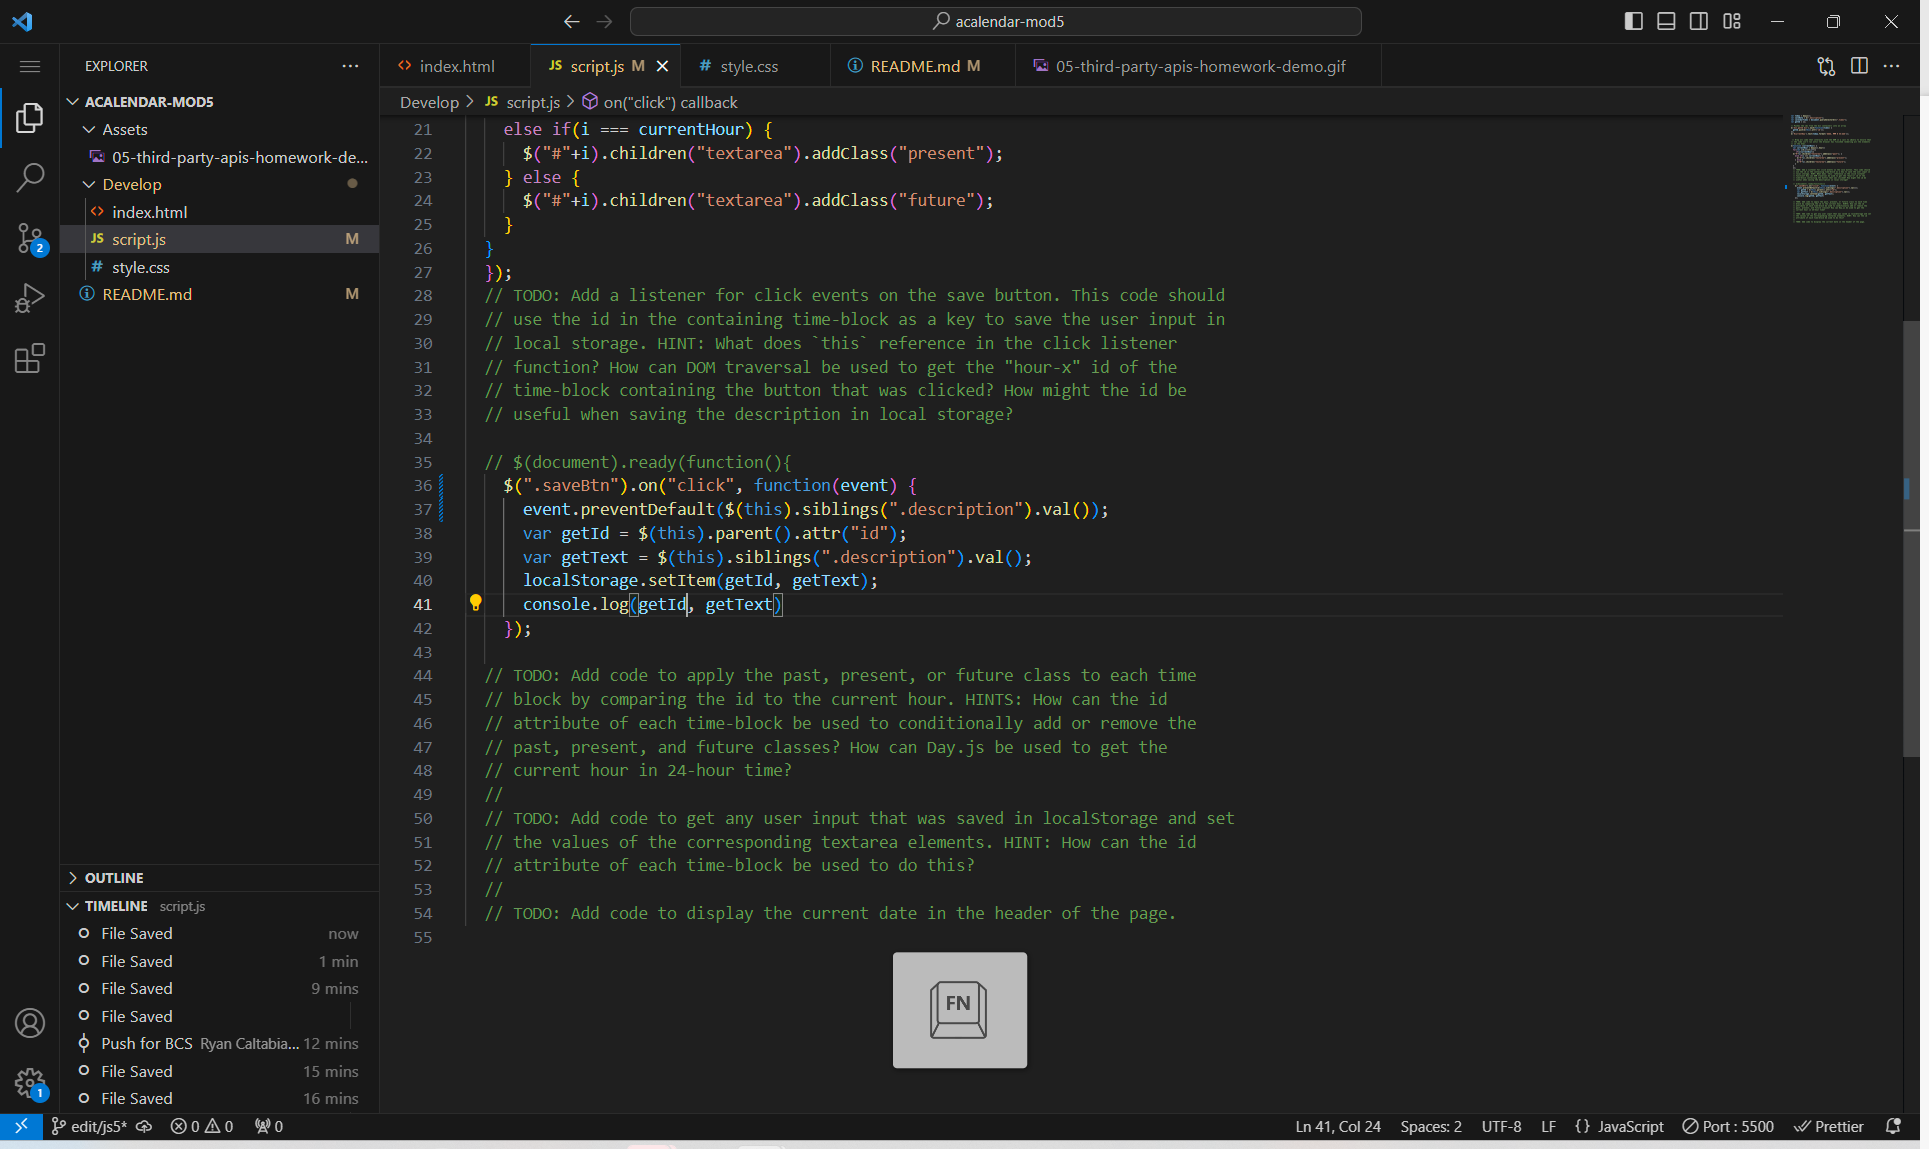 acalendar-mod5
EXPLORER
ACALENDAR-MOD5
Assets
05-third-party-apis-homework-de...
Develop
index.html
JS script.js M
# style.css
README.md M
OUTLINE
TIMELINE script.js
File Saved now
File Saved 1 min
File Saved 9 mins
File Saved
Push for BCS Ryan Caltabia... 12 mins
File Saved 15 mins
File Saved 16 mins
index.html
JS script.js M
# style.css
README.md M
05-third-party-apis-homework-demo.gif
Develop > JS script.js > on("click") callback
21 else if(i === currentHour) {
22 $("#"+i).children("textarea").addClass("present");
23 } else {
24 $("#"+i).children("textarea").addClass("future");
25 }
26 }
27 });
28 // TODO: Add a listener for click events on the save button. This code should
29 // use the id in the containing time-block as a key to save the user input in
30 // local storage. HINT: What does `this` reference in the click listener
31 // function? How can DOM traversal be used to get the "hour-x" id of the
32 // time-block containing the button that was clicked? How might the id be
33 // useful when saving the description in local storage?
34
35 // $(document).ready(function(){
36 $(".saveBtn").on("click", function(event) {
37 event.preventDefault($(this).siblings(".description").val());
38 var getId = $(this).parent().attr("id");
39 var getText = $(this).siblings(".description").val();
40 localStorage.setItem(getId, getText);
41 console.log(getId, getText)
42 });
43
44 // TODO: Add code to apply the past, present, or future class to each time
45 // block by comparing the id to the current hour. HINTS: How can the id
46 // attribute of each time-block be used to conditionally add or remove the
47 // past, present, and future classes? How can Day.js be used to get the
48 // current hour in 24-hour time?
49 //
50 // TODO: Add code to get any user input that was saved in localStorage and set
51 // the values of the corresponding textarea elements. HINT: How can the id
52 // attribute of each time-block be used to do this?
53 //
54 // TODO: Add code to display the current date in the header of the page.
55
FN
2
1
edit/js5* 0 0 0
Ln 41, Col 24 Spaces: 2 UTF-8 LF {} JavaScript Port : 5500 Prettier